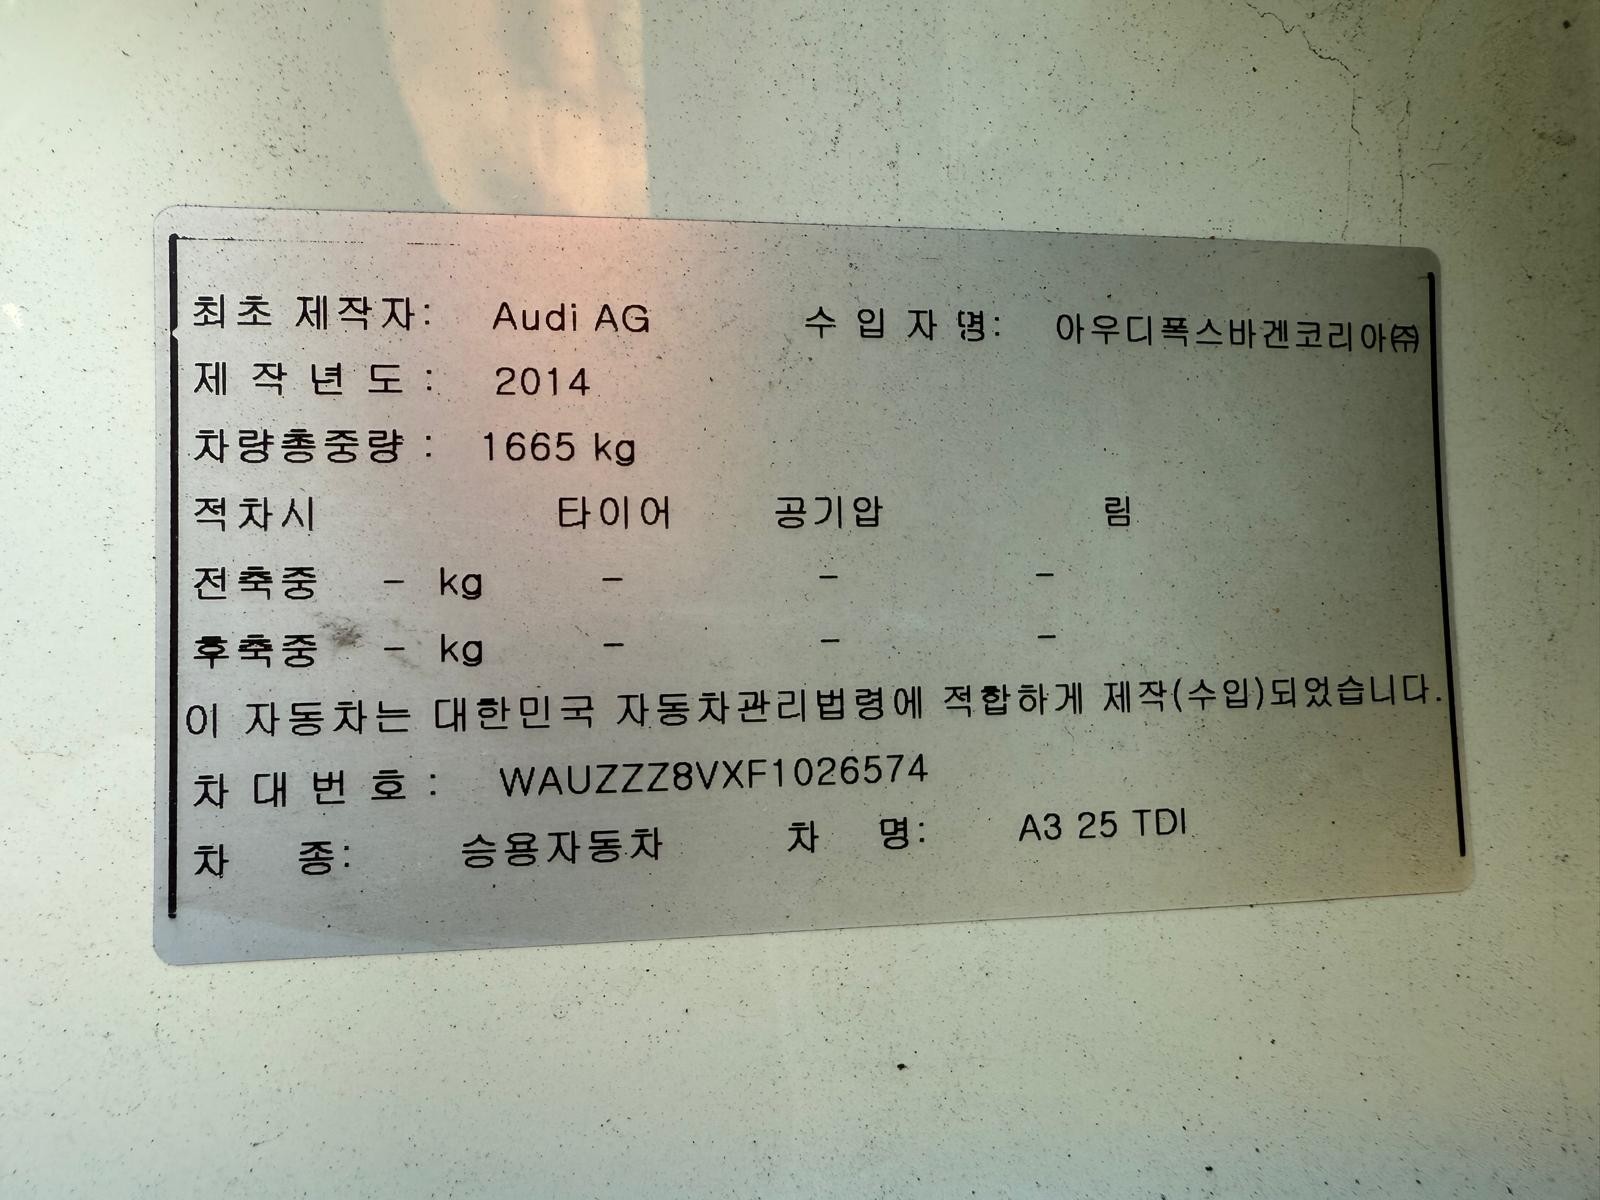 최초 제작자: Audi AG 수 입 자 명: 아우디폭스바겐코리아㈜
제 작 년 도 : 2014
차량총중량 : 1665 kg
적차시 타이어 공기압 림
전축중 - kg - - -
후축중 - kg - - -
이 자동차는 대한민국 자동차관리법령에 적합하게 제작(수입)되었습니다.
차 대 번 호 : WAUZZZ8VXF1026574
차 종: 승용자동차 차 명: A3 25 TDI